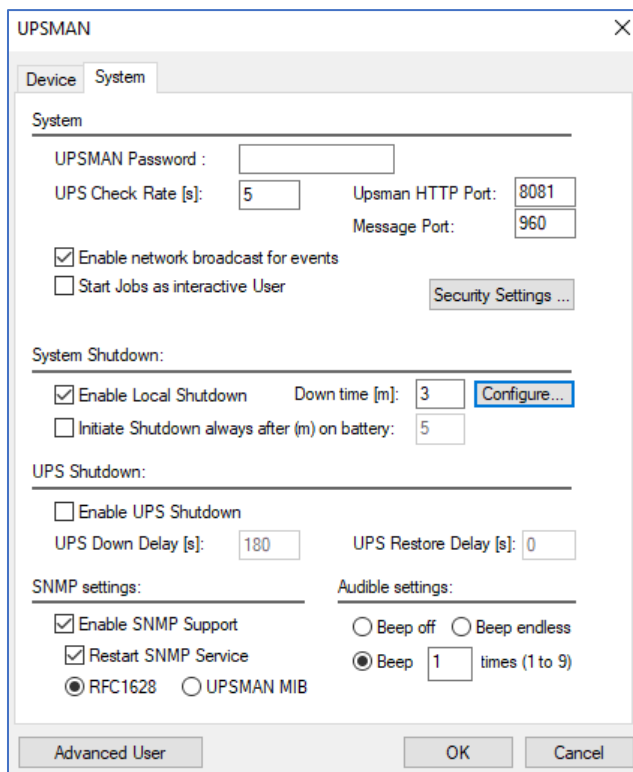 UPSMAN
Device System
System
UPSMAN Password :
UPS Check Rate [s]: 5 Upsman HTTP Port: 8081
Message Port: 960
Enable network broadcast for events
Start Jobs as interactive User
Security Settings ...
System Shutdown:
Enable Local Shutdown Down time [m]: 3 Configure...
Initiate Shutdown always after (m) on battery: 5
UPS Shutdown:
Enable UPS Shutdown
UPS Down Delay [s]: 180 UPS Restore Delay [s]: 0
SNMP settings: Audible settings:
Enable SNMP Support Beep off Beep endless
Restart SNMP Service Beep 1 times (1 to 9)
RFC1628 UPSMAN MIB
Advanced User OK Cancel